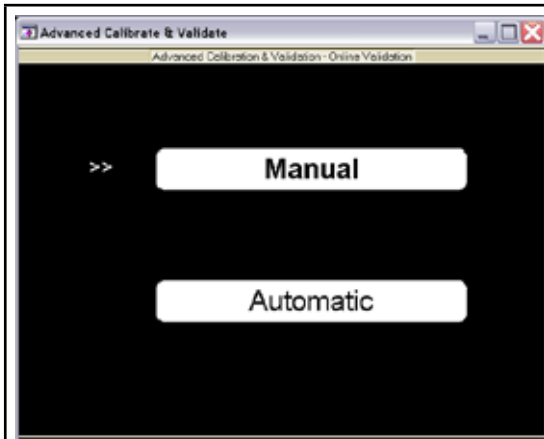 Advanced Calibrate & Validate
Advanced Calibration & Validation - Online Validation
>> Manual
Automatic